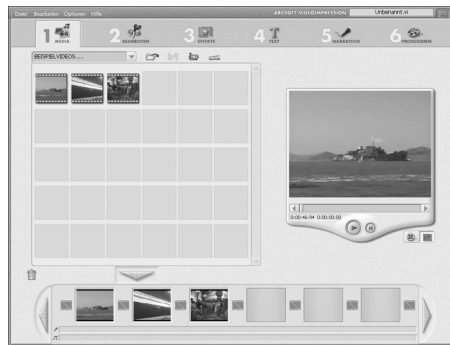 Datei Bearbeiten Optionen Hilfe ARCSOFT VIDEOIMPRESSION Unbenannt.vi
1 MEDIA 2 BEARBEITEN 3 EFFEKTE 4 TEXT 5 NARRATION 6 PRODUZIEREN
BEISPIELVIDEOS.....
0:00:46:94 0:00:00:00